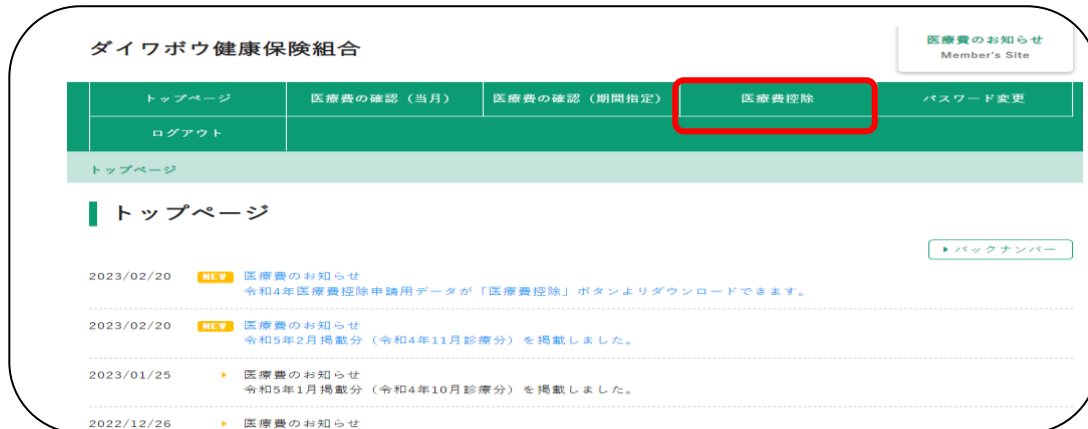 ダイワボウ健康保険組合
医療費のお知らせ
Member's Site
トップページ
医療費の確認（当月）
医療費の確認（期間指定）
医療費控除
パスワード変更
ログアウト
トップページ
トップページ
バックナンバー
2023/02/20 NEW 医療費のお知らせ
令和4年医療費控除申請用データが「医療費控除」ボタンよりダウンロードできます。
2023/02/20 NEW 医療費のお知らせ
令和5年2月掲載分（令和4年11月診療分）を掲載しました。
2023/01/25 医療費のお知らせ
令和5年1月掲載分（令和4年10月診療分）を掲載しました。
2022/12/26 医療費のお知らせ